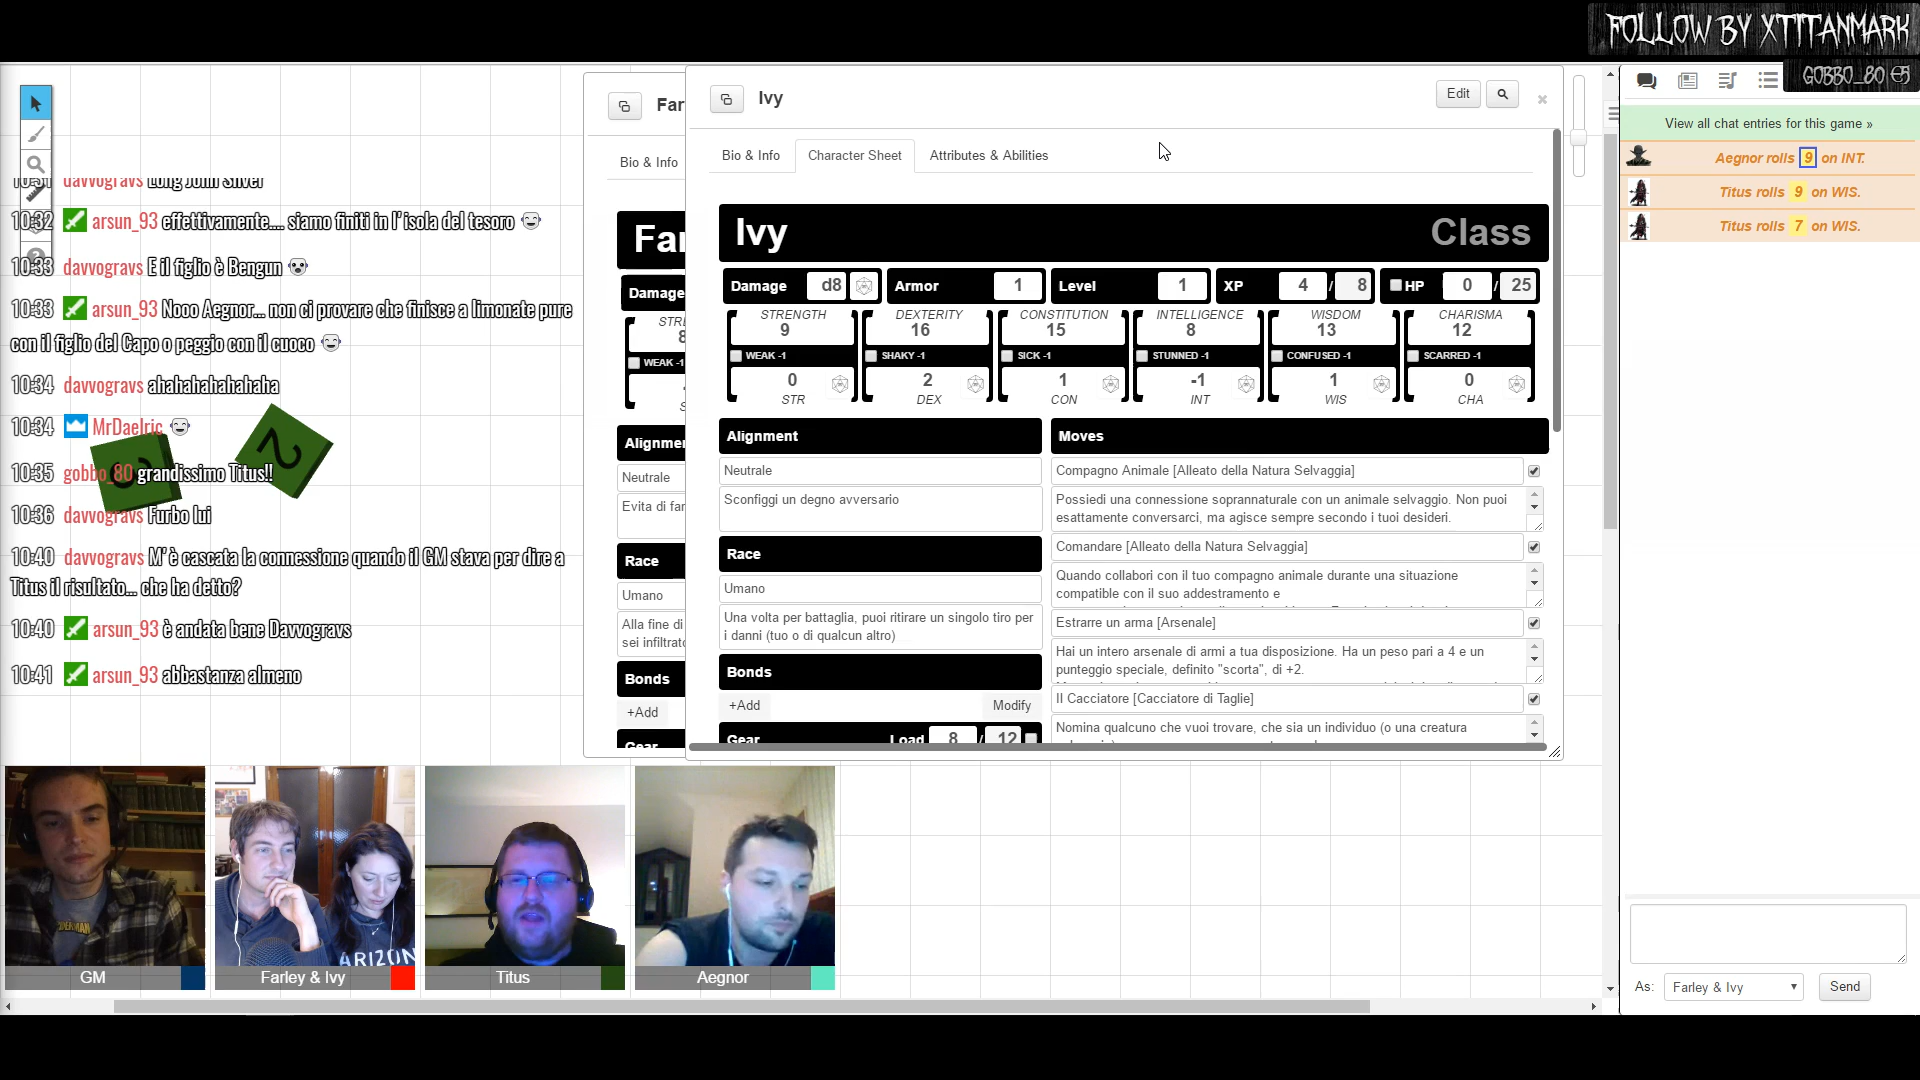 FOLLOW BY XTITANMARK
GOBBO_80
10:31 davvogravs Long John Silver
10:32 arsun_93 effettivamente.... siamo finiti in l'isola del tesoro
10:33 davvogravs E il figlio è Bengun
10:33 arsun_93 Nooo Aegnor... non ci provare che finisce a limonate pure
con il figlio del Capo o peggio con il cuoco
10:34 davvogravs ahahahahahahaha
10:34 MrDaelric
10:35 gobbo_80 grandissimo Titus!!
10:36 davvogravs Furbo lui
10:40 davvogravs M'è cascata la connessione quando il GM stava per dire a
Titus il risultato... che ha detto?
10:40 arsun_93 è andata bene Davvogravs
10:41 arsun_93 abbastanza almeno
2
Far
Bio & Info
Far
Damage
STRE
8
WEAK -1
Alignmen
Neutrale
Evita di far
Race
Umano
Alla fine di
sei infiltrato
Bonds
+Add
Gear
Ivy
Edit
Bio & Info
Character Sheet
Attributes & Abilities
Ivy
Class
Damage d8
Armor 1
Level 1
XP 4 / 8
HP 0 / 25
STRENGTH DEXTERITY CONSTITUTION INTELLIGENCE WISDOM CHARISMA
9 16 15 8 13 12
WEAK -1 SHAKY -1 SICK -1 STUNNED -1 CONFUSED -1 SCARRED -1
0 2 1 -1 1 0
STR DEX CON INT WIS CHA
Alignment
Neutrale
Sconfiggi un degno avversario
Race
Umano
Una volta per battaglia, puoi ritirare un singolo tiro per
i danni (tuo o di qualcun altro)
Bonds
+Add Modify
Gear Load 8 / 12
Moves
Compagno Animale [Alleato della Natura Selvaggia]
Possiedi una connessione soprannaturale con un animale selvaggio. Non puoi
esattamente conversarci, ma agisce sempre secondo i tuoi desideri.
Comandare [Alleato della Natura Selvaggia]
Quando collabori con il tuo compagno animale durante una situazione
compatibile con il suo addestramento e
Estrarre un arma [Arsenale]
Hai un intero arsenale di armi a tua disposizione. Ha un peso pari a 4 e un
punteggio speciale, definito "scorta", di +2.
Il Cacciatore [Cacciatore di Taglie]
Nomina qualcuno che vuoi trovare, che sia un individuo (o una creatura
View all chat entries for this game »
Aegnor rolls 9 on INT.
Titus rolls 9 on WIS.
Titus rolls 7 on WIS.
As: Farley & Ivy
Send
ARIZON
GM
Farley & Ivy
Titus
Aegnor